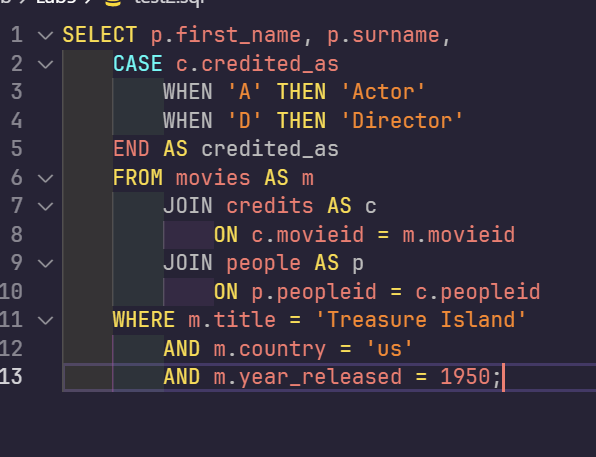 Lab5 > test2.sql
1 SELECT p.first_name, p.surname,
2 CASE c.credited_as
3 WHEN 'A' THEN 'Actor'
4 WHEN 'D' THEN 'Director'
5 END AS credited_as
6 FROM movies AS m
7 JOIN credits AS c
8 ON c.movieid = m.movieid
9 JOIN people AS p
10 ON p.peopleid = c.peopleid
11 WHERE m.title = 'Treasure Island'
12 AND m.country = 'us'
13 AND m.year_released = 1950;